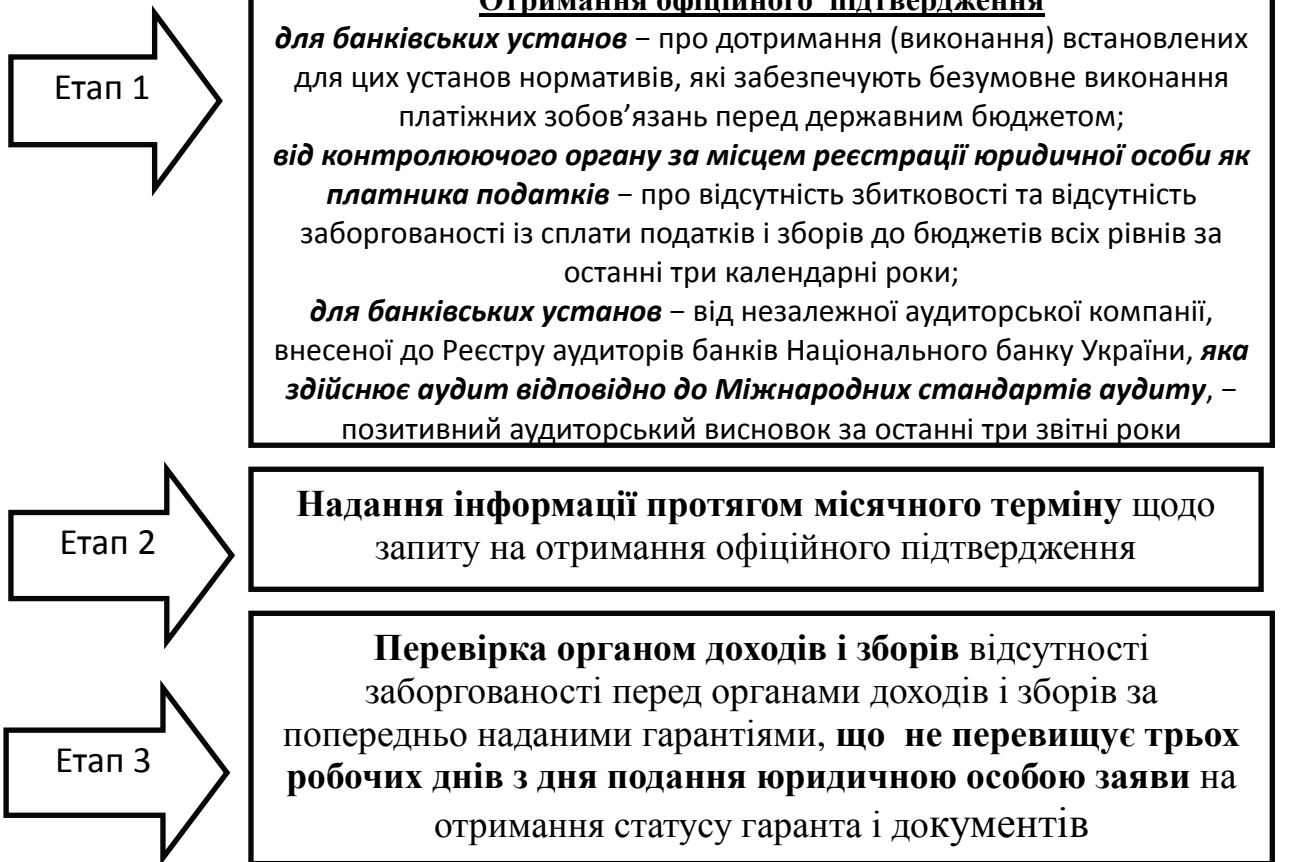 Отримання офіційного підтвердження
Етап 1
для банківських установ – про дотримання (виконання) встановлених
для цих установ нормативів, які забезпечують безумовне виконання
платіжних зобов’язань перед державним бюджетом;
від контролюючого органу за місцем реєстрації юридичної особи як
платника податків – про відсутність збитковості та відсутність
заборгованості із сплати податків і зборів до бюджетів всіх рівнів за
останні три календарні роки;
для банківських установ – від незалежної аудиторської компанії,
внесеної до Реєстру аудиторів банків Національного банку України, яка
здійснює аудит відповідно до Міжнародних стандартів аудиту, –
позитивний аудиторський висновок за останні три звітні роки
Етап 2
Надання інформації протягом місячного терміну щодо
запиту на отримання офіційного підтвердження
Етап 3
Перевірка органом доходів і зборів відсутності
заборгованості перед органами доходів і зборів за
попередньо наданими гарантіями, що не перевищує трьох
робочих днів з дня подання юридичною особою заяви на
отримання статусу гаранта і документів